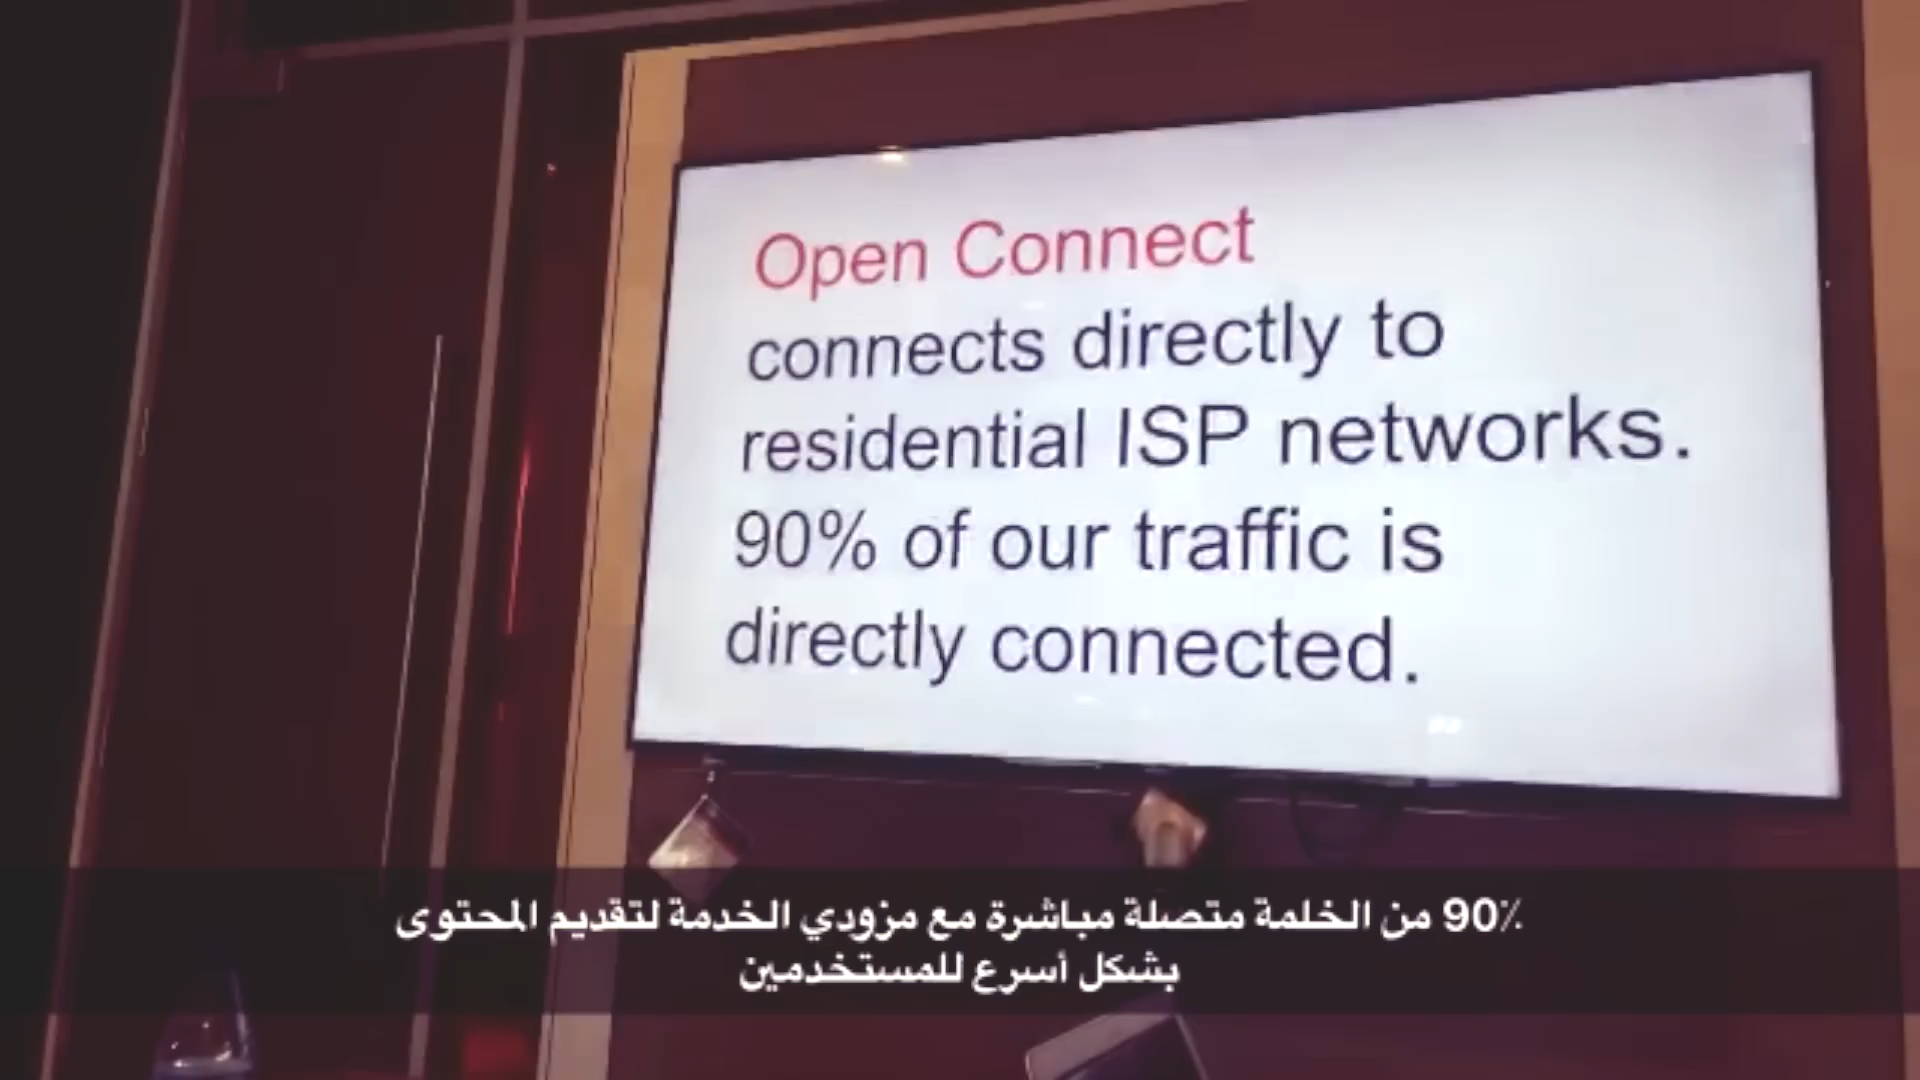 Open Connect
connects directly to
residential ISP networks.
90% of our traffic is
directly connected.
90٪ من الخلمة متصلة مباشرة مع مزودي الخدمة لتقديم المحتوى
بشكل أسرع للمستخدمين